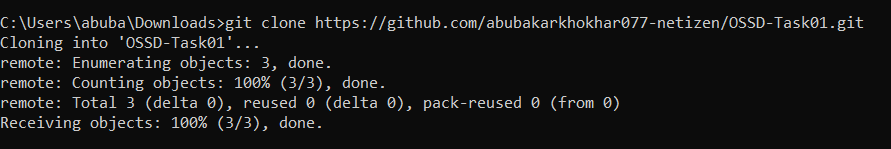 C:\Users\abuba\Downloads>git clone https://github.com/abubakarkhokhar077-netizen/OSSD-Task01.git
Cloning into 'OSSD-Task01'...
remote: Enumerating objects: 3, done.
remote: Counting objects: 100% (3/3), done.
remote: Total 3 (delta 0), reused 0 (delta 0), pack-reused 0 (from 0)
Receiving objects: 100% (3/3), done.